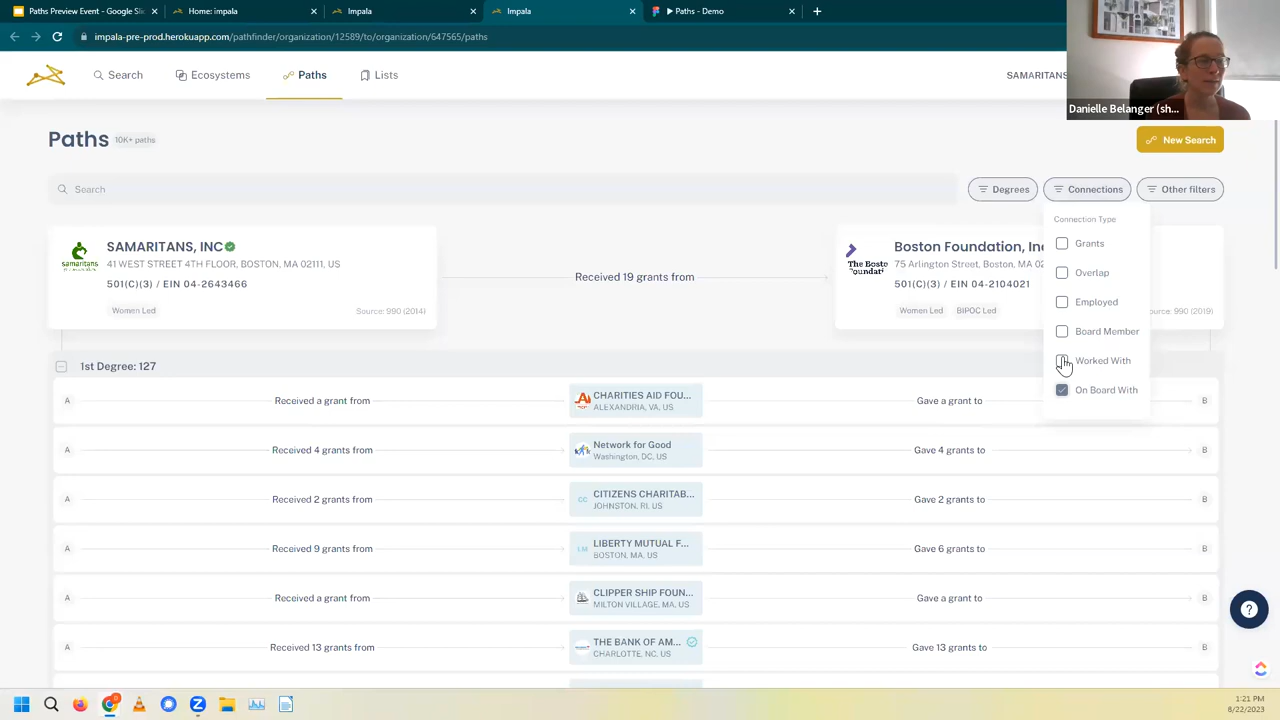 Paths Preview Event - Google Sli
Home: impala
Impala
Impala
Paths - Demo
impala-pre-prod.herokuapp.com/pathfinder/organization/12589/to/organization/647565/paths
Search
Ecosystems
Paths
Lists
SAMARITANS
Danielle Belanger (sh...
Paths
10K+ paths
New Search
Search
Degrees
Connections
Other filters
Connection Type
Grants
Overlap
Employed
Board Member
Worked With
On Board With
SAMARITANS, INC
41 WEST STREET 4TH FLOOR, BOSTON, MA 02111, US
501(C)(3) / EIN 04-2643466
Women Led
Source: 990 (2014)
samaritans
Received 19 grants from
Boston Foundation, Inc
75 Arlington Street, Boston, MA 02
501(C)(3) / EIN 04-2104021
Women Led
BIPOC Led
ource: 990 (2019)
The Bosto
1st Degree: 127
A
Received a grant from
CHARITIES AID FOU...
ALEXANDRIA, VA, US
Gave a grant to
B
A
Received 4 grants from
Network for Good
Washington, DC, US
Gave 4 grants to
B
A
Received 2 grants from
CC
CITIZENS CHARITAB...
JOHNSTON, RI, US
Gave 2 grants to
B
A
Received 9 grants from
LM
LIBERTY MUTUAL F...
BOSTON, MA, US
Gave 6 grants to
B
A
Received a grant from
CLIPPER SHIP FOUN...
MILTON VILLAGE, MA, US
Gave a grant to
B
A
Received 13 grants from
THE BANK OF AM...
CHARLOTTE, NC, US
Gave 13 grants to
B
1:21 PM
8/22/2023